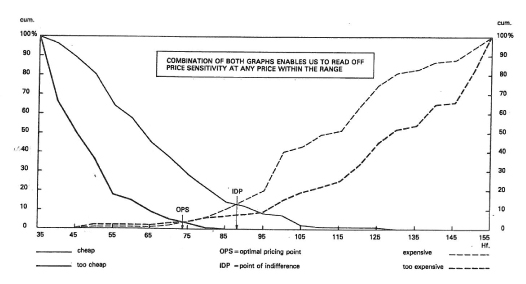 cum.
cum.
100%
100%
90
90
COMBINATION OF BOTH GRAPHS ENABLES US TO READ OFF
PRICE SENSITIVITY AT ANY PRICE WITHIN THE RANGE
80
80
70
70
60
60
50
50
40
40
30
30
20
20
IDP
10
10
OPS
0
0
35 45 55 65 75 85 95 105 115 125 135 145 155
Hf.
cheap
OPS = optimal pricing point
expensive
too cheap
IDP = point of indifference
too expensive